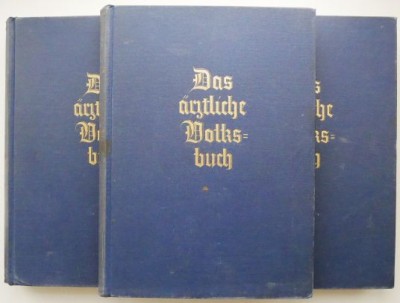 Das
ärztliche
Volks=
buch